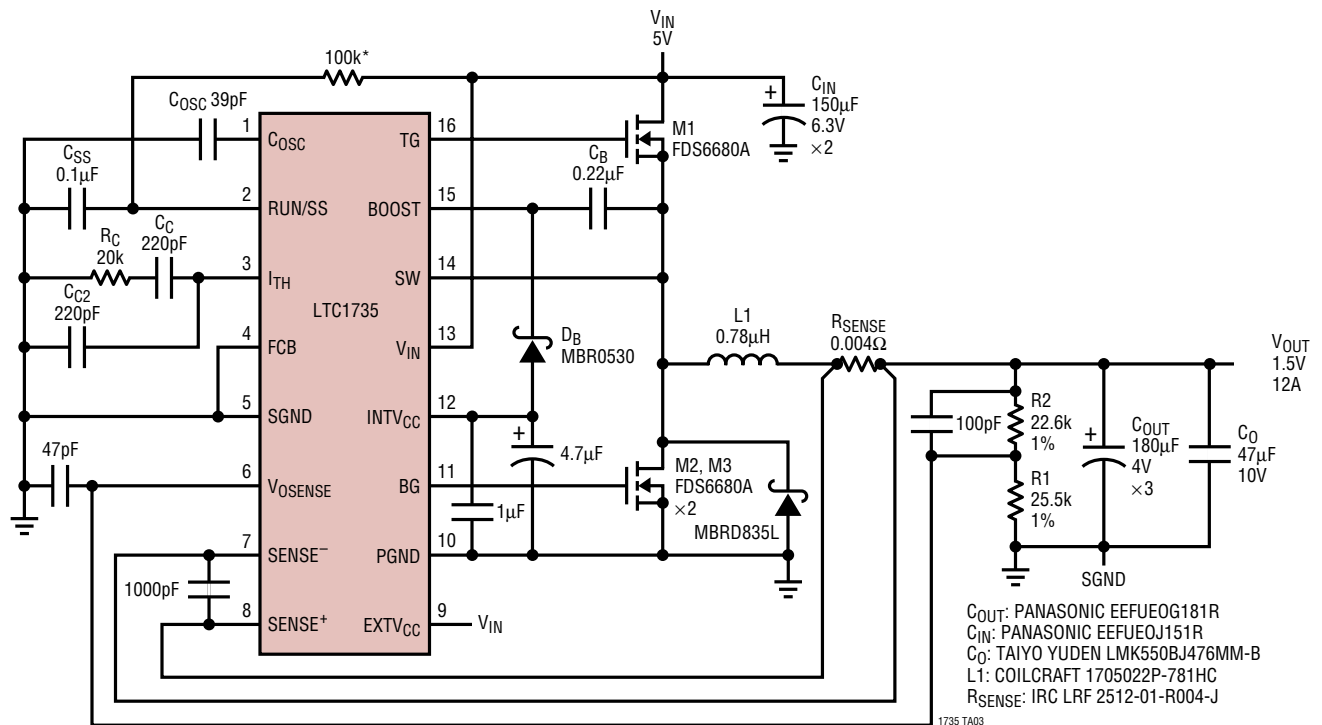 VIN
5V
100k*
COSC 39pF
CIN
150µF
6.3V
×2
M1
FDS6680A
CSS
0.1µF
CB
0.22µF
RC
20k
CC
220pF
CC2
220pF
47pF
1000pF
1
COSC
2
RUN/SS
3
ITH
4
FCB
5
SGND
6
VOSENSE
7
SENSE–
8
SENSE+
LTC1735
TG
16
BOOST
15
SW
14
VIN
13
INTVCC
12
BG
11
PGND
10
EXTVCC
9
VIN
DB
MBR0530
4.7µF
1µF
M2, M3
FDS6680A
×2
MBRD835L
L1
0.78µH
RSENSE
0.004Ω
VOUT
1.5V
12A
100pF
R2
22.6k
1%
R1
25.5k
1%
COUT
180µF
4V
×3
CO
47µF
10V
SGND
COUT: PANASONIC EEFUEOG181R
CIN: PANASONIC EEFUEOJ151R
CO: TAIYO YUDEN LMK550BJ476MM-B
L1: COILCRAFT 1705022P-781HC
RSENSE: IRC LRF 2512-01-R004-J
1735 TA03